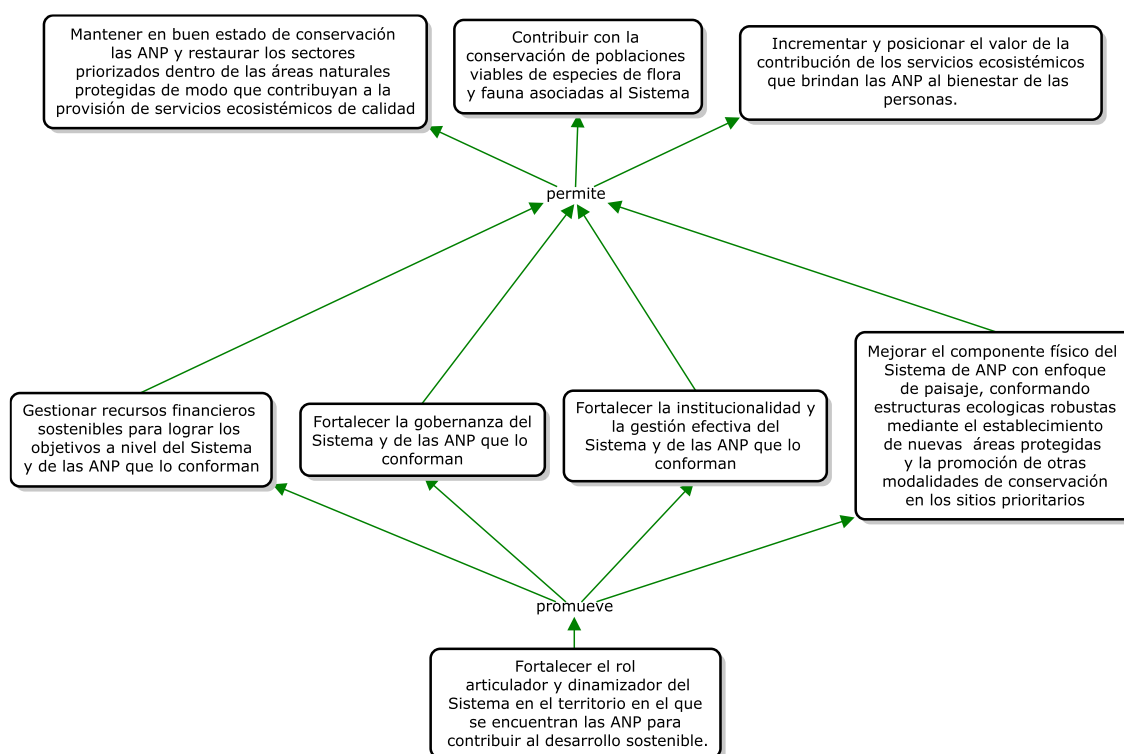 Mantener en buen estado de conservación
las ANP y restaurar los sectores
priorizados dentro de las áreas naturales
protegidas de modo que contribuyan a la
provisión de servicios ecosistémicos de calidad
Contribuir con la
conservación de poblaciones
viables de especies de flora
y fauna asociadas al Sistema
Incrementar y posicionar el valor de la
contribución de los servicios ecosistémicos
que brindan las ANP al bienestar de las
personas.
permite
Gestionar recursos financieros
sostenibles para lograr los
objetivos a nivel del Sistema
y de las ANP que lo conforman
Fortalecer la gobernanza del
Sistema y de las ANP que lo
conforman
Fortalecer la institucionalidad y
la gestión efectiva del
Sistema y de las ANP que lo
conforman
Mejorar el componente físico del
Sistema de ANP con enfoque
de paisaje, conformando
estructuras ecologicas robustas
mediante el establecimiento
de nuevas áreas protegidas
y la promoción de otras
modalidades de conservación
en los sitios prioritarios
promueve
Fortalecer el rol
articulador y dinamizador del
Sistema en el territorio en el que
se encuentran las ANP para
contribuir al desarrollo sostenible.